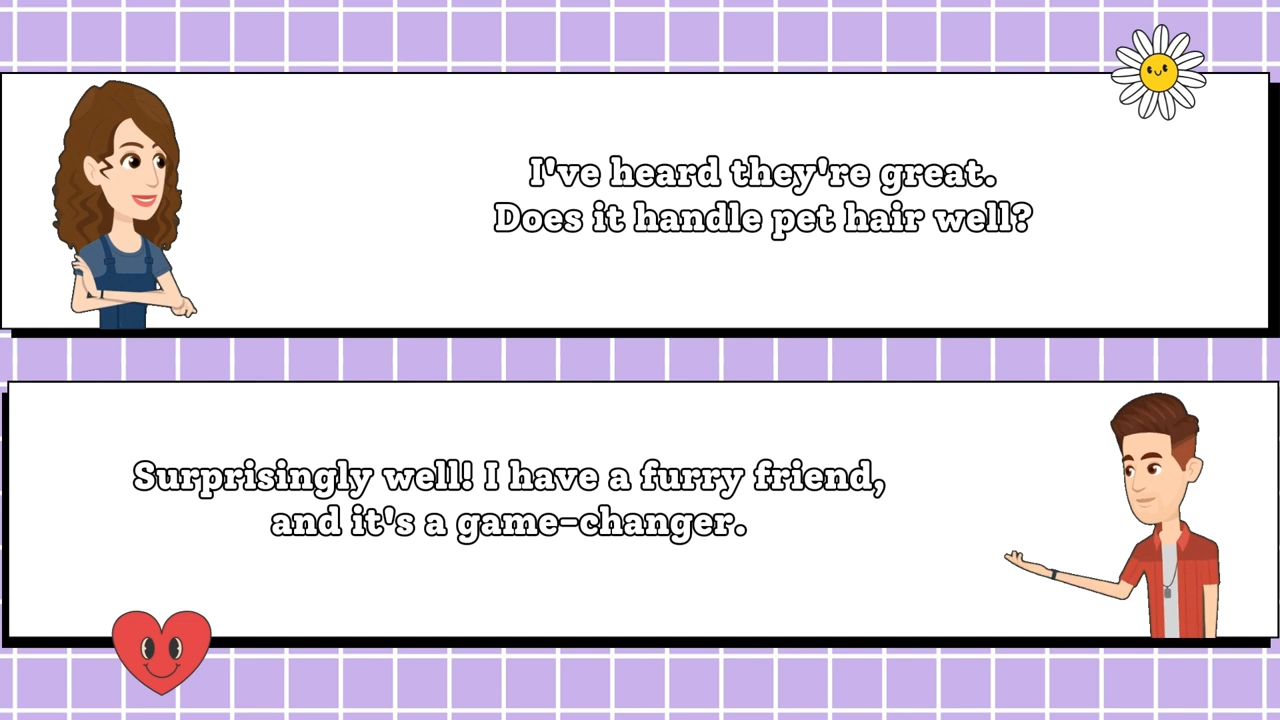 I've heard they're great.
Does it handle pet hair well?
Surprisingly well! I have a furry friend,
and it's a game-changer.